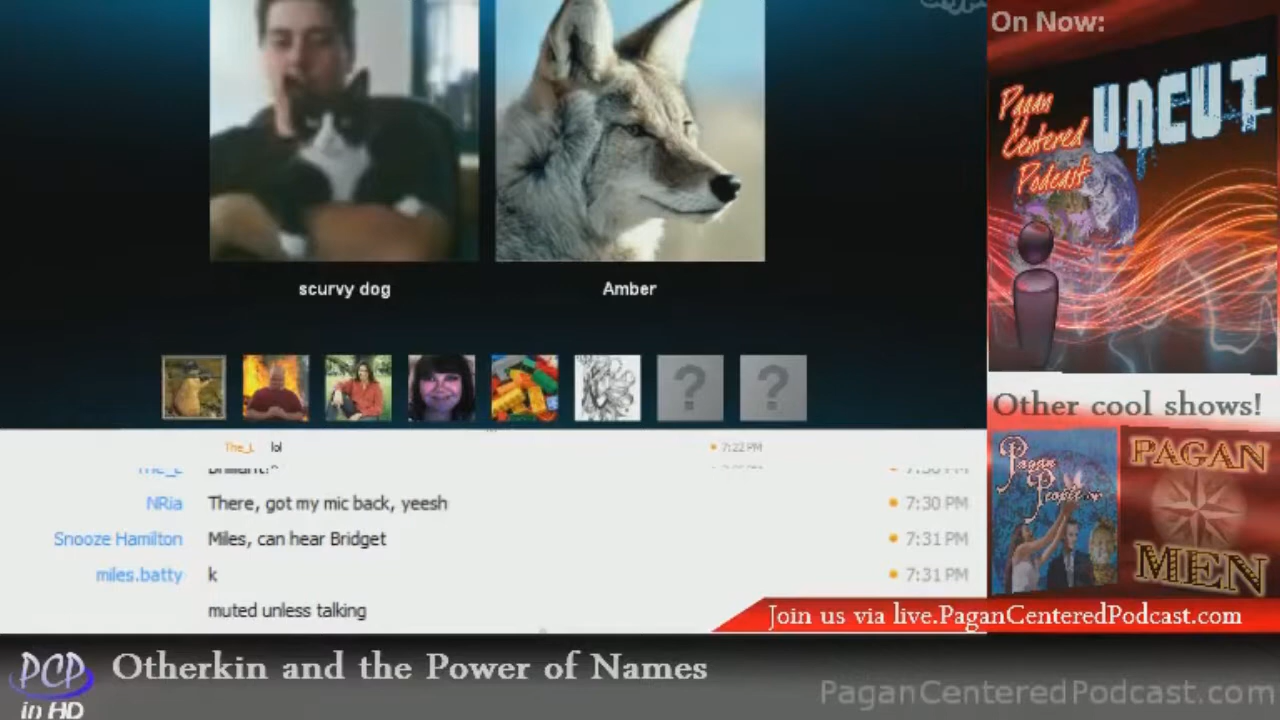 On Now:
Pagan
Centered
Podcast
UNCUT
scurvy dog
Amber
Other cool shows!
The_L lol 7:22 PM
NRia There, got my mic back, yeesh 7:30 PM
Snooze Hamilton Miles, can hear Bridget 7:31 PM
miles.batty k 7:31 PM
muted unless talking
Pagan
PAGAN
MEN
Join us via live.PaganCenteredPodcast.com
PCP
in HD
Otherkin and the Power of Names
PaganCenteredPodcast.com